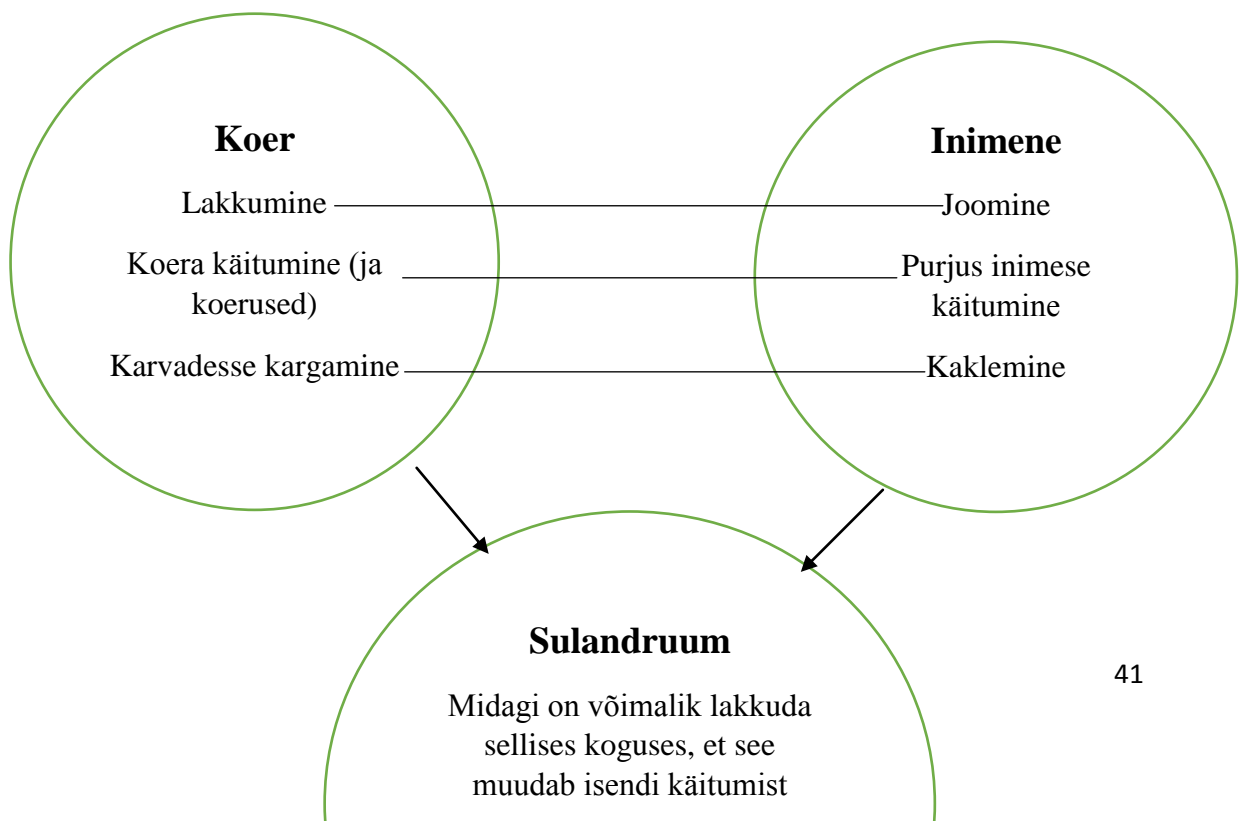 Koer
Lakkumine
Koera käitumine (ja
koerused)
Karvadesse kargamine
Inimene
Joomine
Purjus inimese
käitumine
Kaklemine
Sulandruum
Midagi on võimalik lakkuda
sellises koguses, et see
muudab isendi käitumist
41